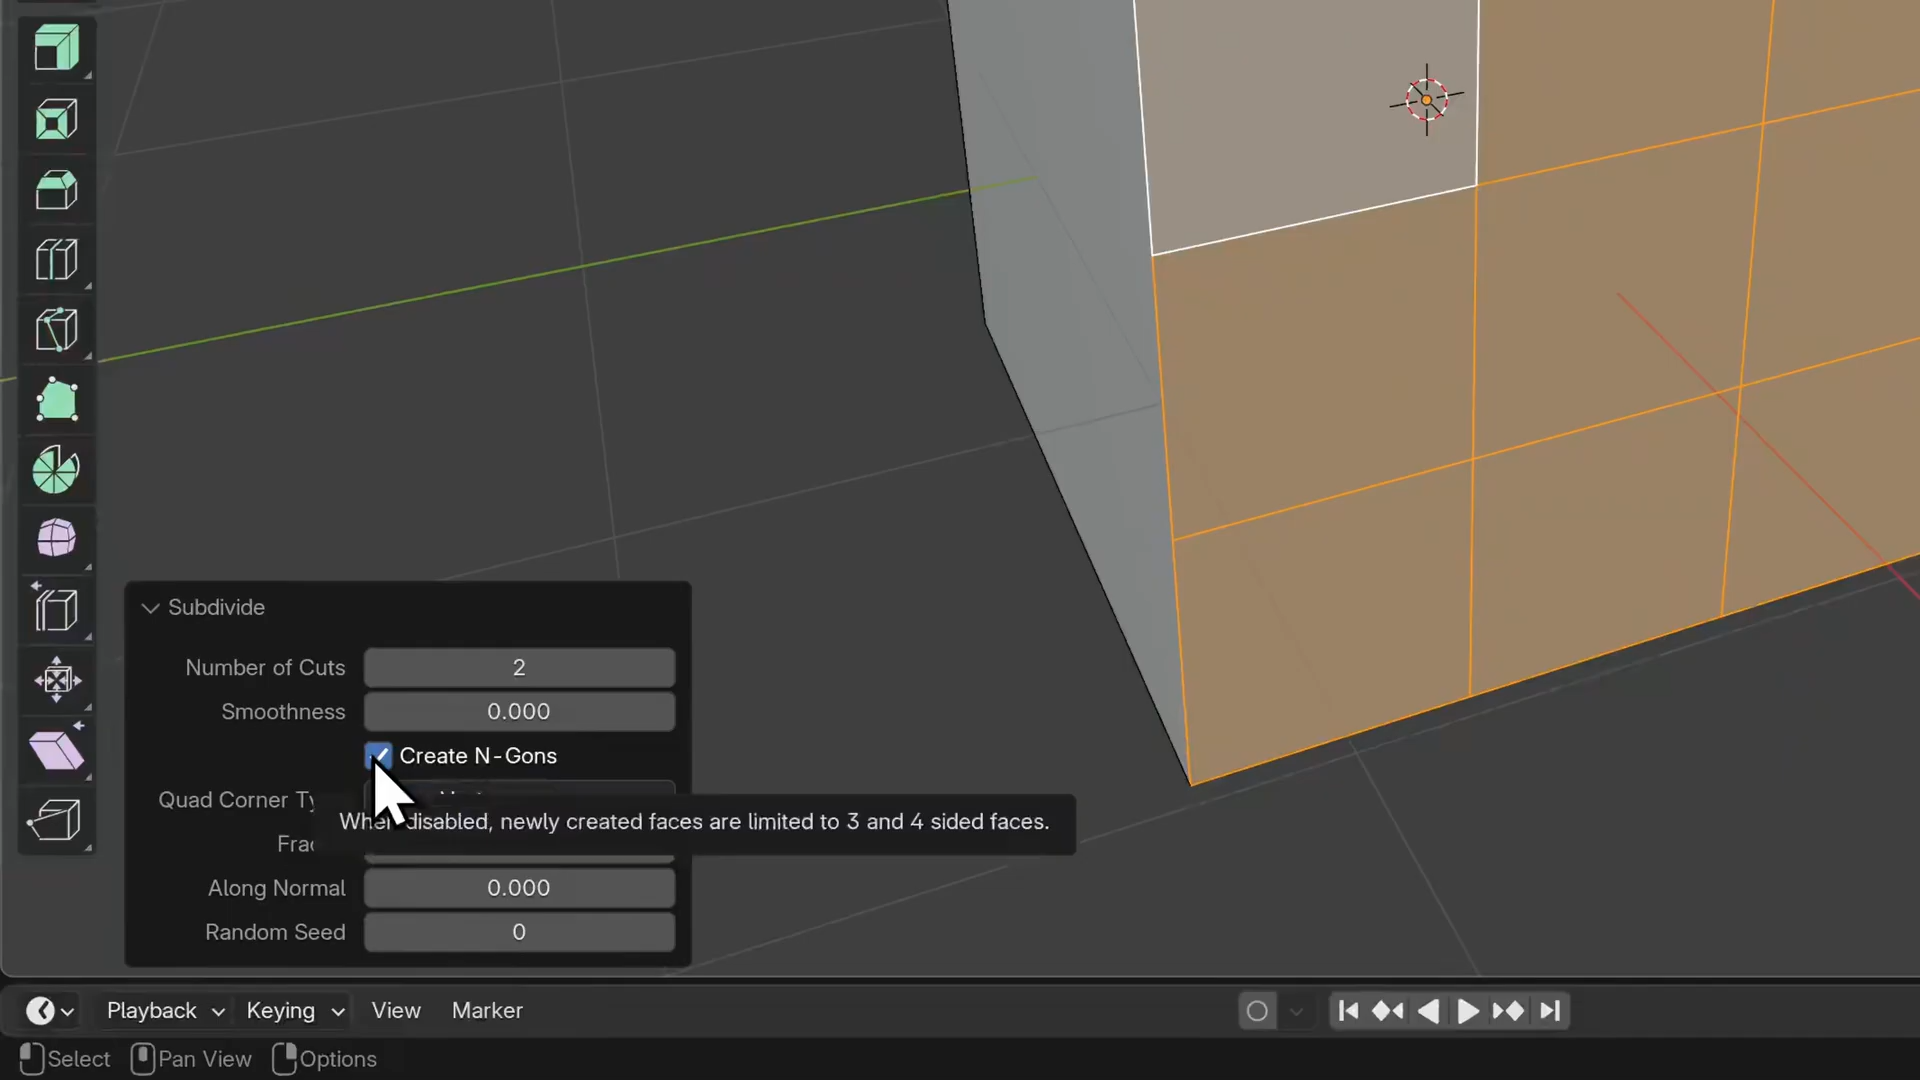 Subdivide
Number of Cuts 2
Smoothness 0.000
Create N-Gons
Quad Corner Ty
When disabled, newly created faces are limited to 3 and 4 sided faces.
Frac
Along Normal 0.000
Random Seed 0
Playback Keying View Marker
Select Pan View Options